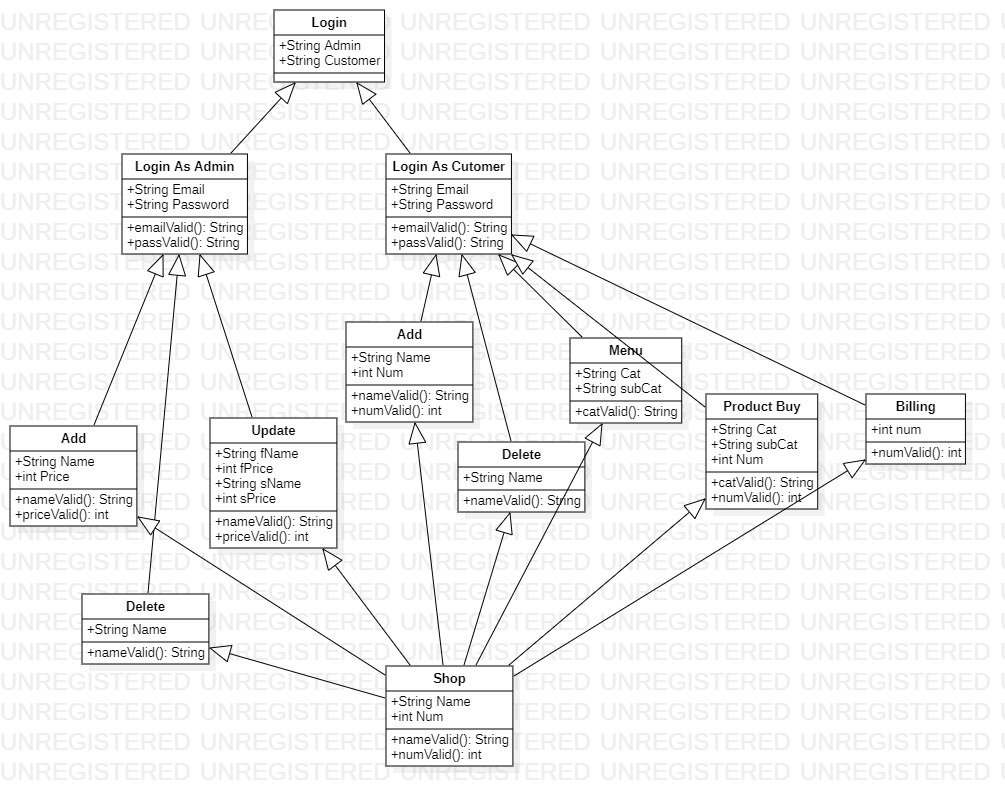 Login
+String Admin
+String Customer
Login As Admin
+String Email
+String Password
+emailValid(): String
+passValid(): String
Login As Cutomer
+String Email
+String Password
+emailValid(): String
+passValid(): String
Add
+String Name
+int Num
+nameValid(): String
+numValid(): int
Menu
+String Cat
+String subCat
+catValid(): String
Product Buy
+String Cat
+String subCat
+int Num
+catValid(): String
+numValid(): int
Billing
+int num
+numValid(): int
Add
+String Name
+int Price
+nameValid(): String
+priceValid(): int
Update
+String fName
+int fPrice
+String sName
+int sPrice
+nameValid(): String
+priceValid(): int
Delete
+String Name
+nameValid(): String
Delete
+String Name
+nameValid(): String
Shop
+String Name
+int Num
+nameValid(): String
+numValid(): int
UNREGISTERED